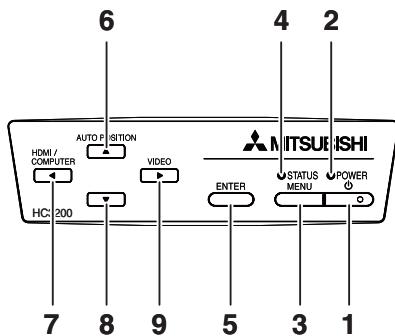 6 4 2
AUTO POSITION
MITSUBISHI
HDMI /
COMPUTER
VIDEO
STATUS POWER
ENTER
MENU
HC3200
7 8 9 5 3 1